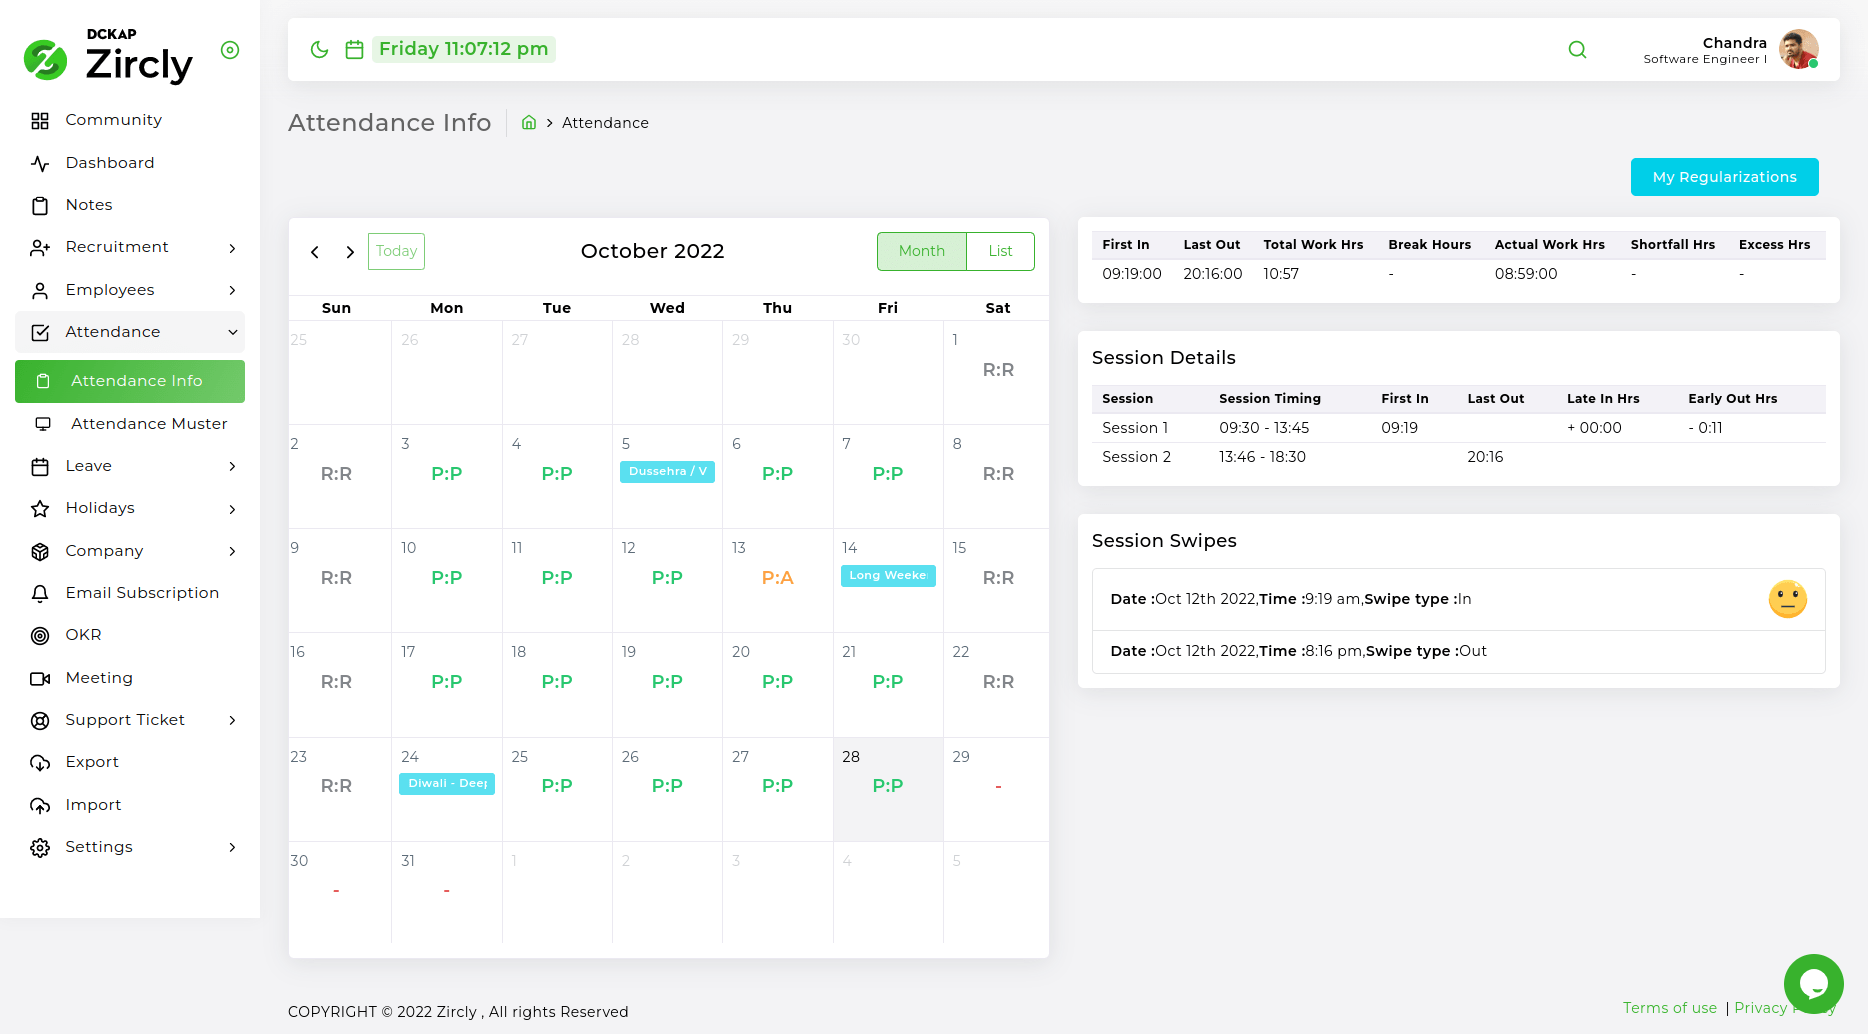 DCKAP
Zircly
Community
Dashboard
Notes
Recruitment
Employees
Attendance
Attendance Info
Attendance Muster
Leave
Holidays
Company
Email Subscription
OKR
Meeting
Support Ticket
Export
Import
Settings
Friday 11:07:12 pm
Chandra
Software Engineer I
Attendance Info
Attendance
My Regularizations
Today October 2022 Month List
Sun Mon Tue Wed Thu Fri Sat
25 26 27 28 29 30 1
R:R
2 3 4 5 6 7 8
R:R P:P P:P Dussehra / V P:P P:P R:R
9 10 11 12 13 14 15
R:R P:P P:P P:P P:A Long Weeke R:R
16 17 18 19 20 21 22
R:R P:P P:P P:P P:P P:P R:R
23 24 25 26 27 28 29
R:R Diwali - Deep P:P P:P P:P P:P -
30 31 1 2 3 4 5
- -
First In Last Out Total Work Hrs Break Hours Actual Work Hrs Shortfall Hrs Excess Hrs
09:19:00 20:16:00 10:57 - 08:59:00 - -
Session Details
Session Session Timing First In Last Out Late In Hrs Early Out Hrs
Session 1 09:30 - 13:45 09:19 + 00:00 - 0:11
Session 2 13:46 - 18:30 20:16
Session Swipes
Date :Oct 12th 2022,Time :9:19 am,Swipe type :In
Date :Oct 12th 2022,Time :8:16 pm,Swipe type :Out
COPYRIGHT © 2022 Zircly , All rights Reserved
Terms of use | Privacy